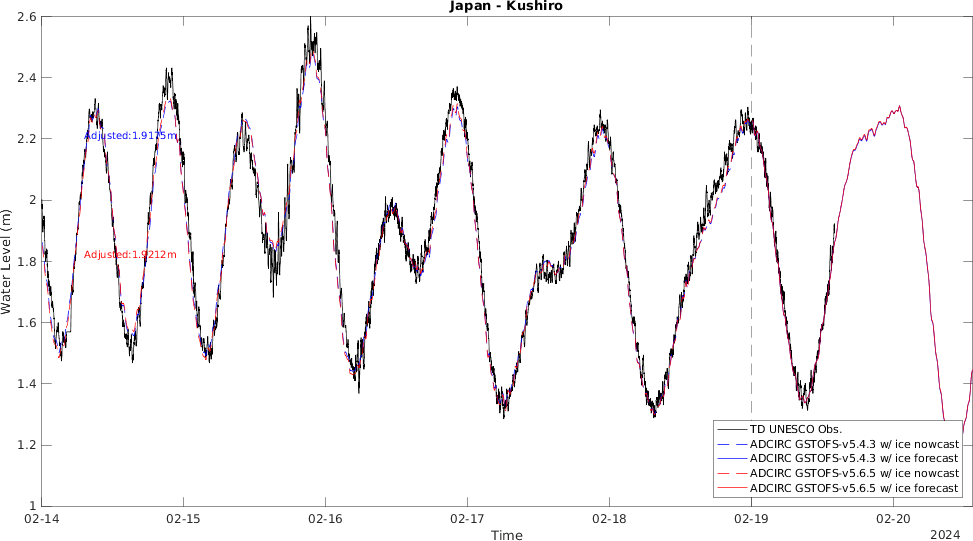 Japan - Kushiro
2.6
2.4
2.2
2
1.8
1.6
1.4
1.2
1
Water Level (m)
Adjusted:1.9175m
Adjusted:1.9212m
TD UNESCO Obs.
ADCIRC GSTOFS-v5.4.3 w/ ice nowcast
ADCIRC GSTOFS-v5.4.3 w/ ice forecast
ADCIRC GSTOFS-v5.6.5 w/ ice nowcast
ADCIRC GSTOFS-v5.6.5 w/ ice forecast
02-14 02-15 02-16 02-17 02-18 02-19 02-20
Time
2024